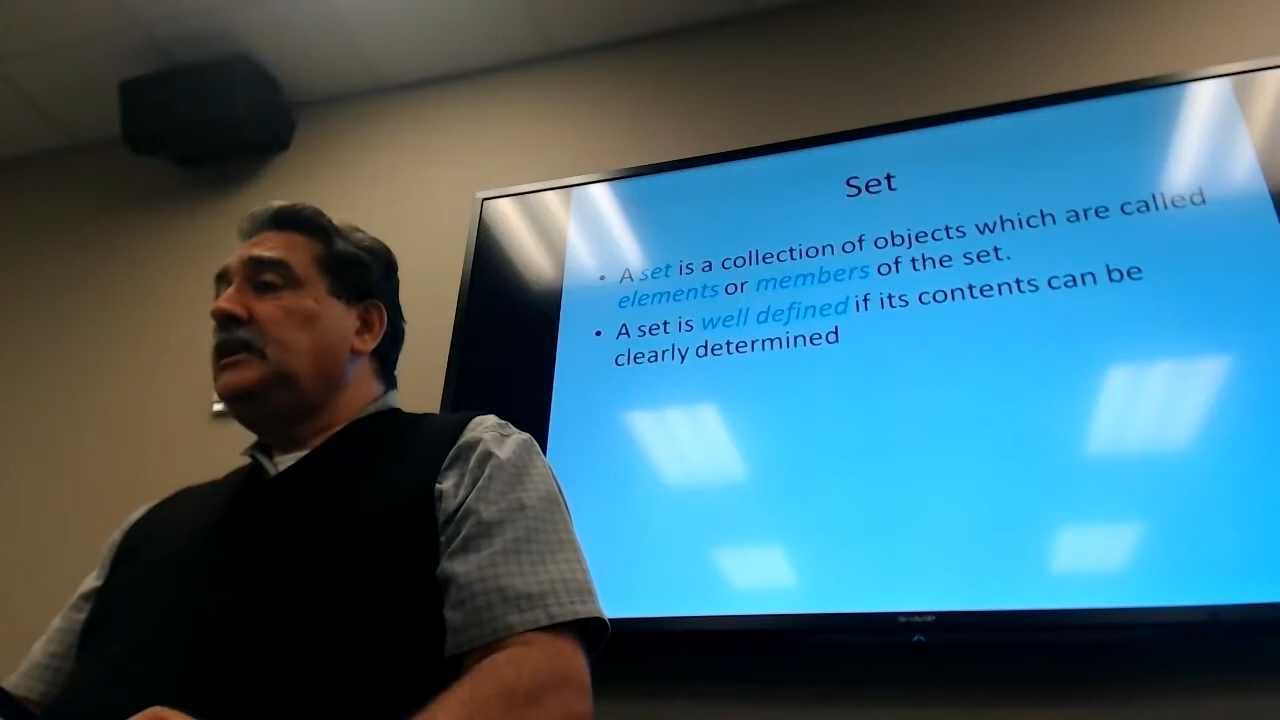 Set
• A set is a collection of objects which are called
elements or members of the set.
• A set is well defined if its contents can be
clearly determined
SHARP